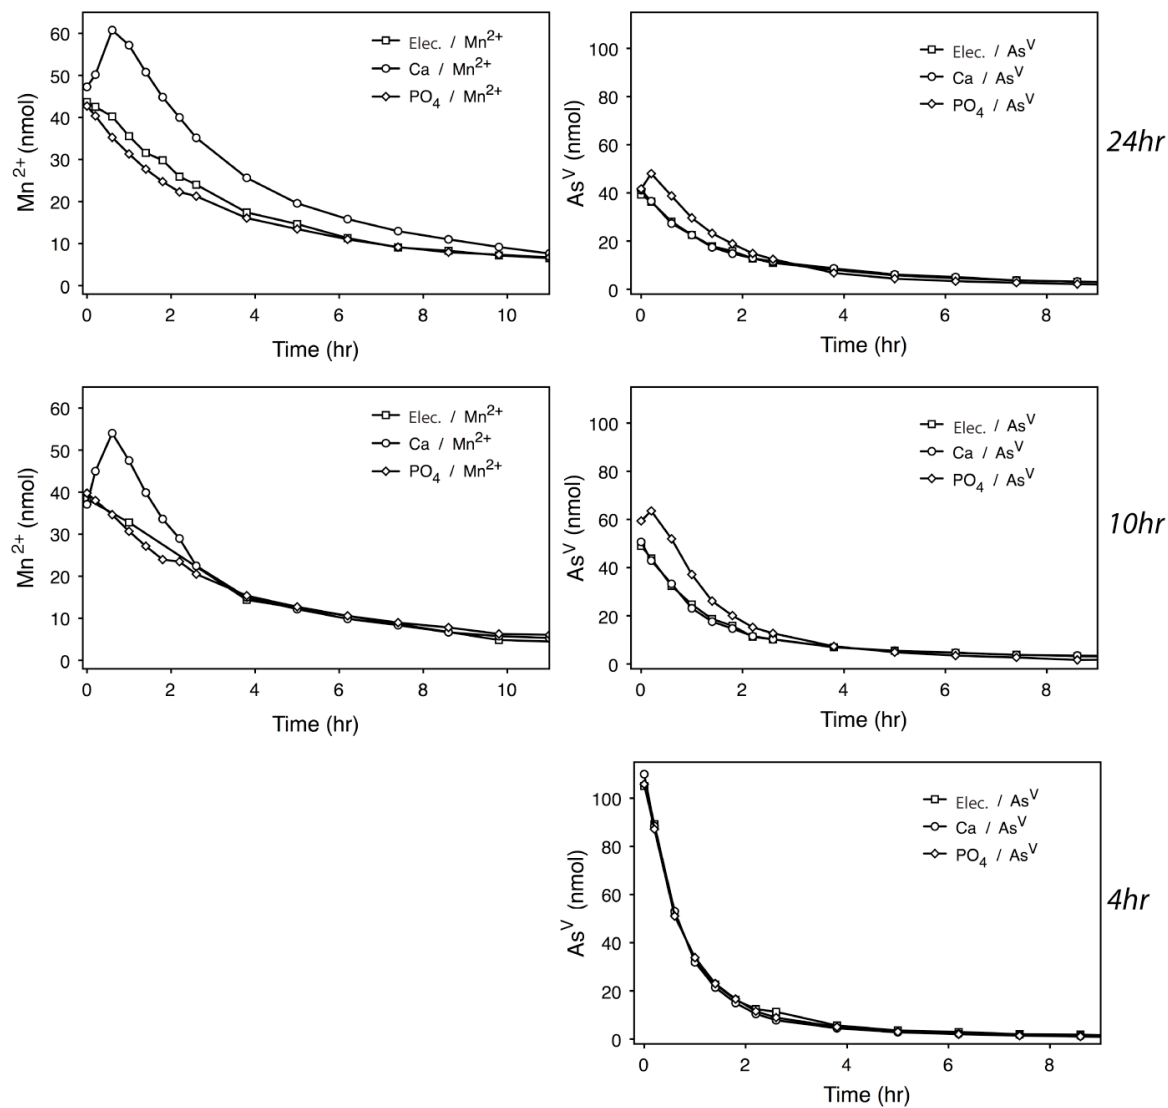 60
50
40
30
20
10
0
Mn 2+ (nmol)
Elec. / Mn2+
Ca / Mn2+
PO4 / Mn2+
0 2 4 6 8 10
Time (hr)
100
80
60
40
20
0
AsV (nmol)
Elec. / AsV
Ca / AsV
PO4 / AsV
0 2 4 6 8
Time (hr)
24hr
60
50
40
30
20
10
0
Mn 2+ (nmol)
Elec. / Mn2+
Ca / Mn2+
PO4 / Mn2+
0 2 4 6 8 10
Time (hr)
100
80
60
40
20
0
AsV (nmol)
Elec. / AsV
Ca / AsV
PO4 / AsV
0 2 4 6 8
Time (hr)
10hr
100
80
60
40
20
0
AsV (nmol)
Elec. / AsV
Ca / AsV
PO4 / AsV
0 2 4 6 8
Time (hr)
4hr